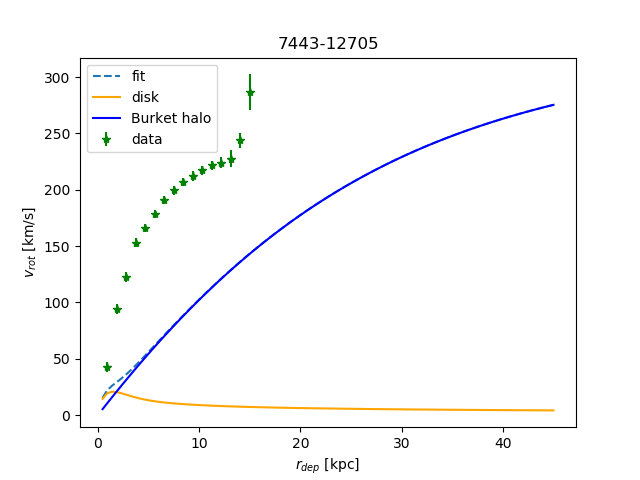 7443-12705
fit
disk
Burket halo
data
300
250
200
150
100
50
0
v_rot [km/s]
0 10 20 30 40
r_dep [kpc]